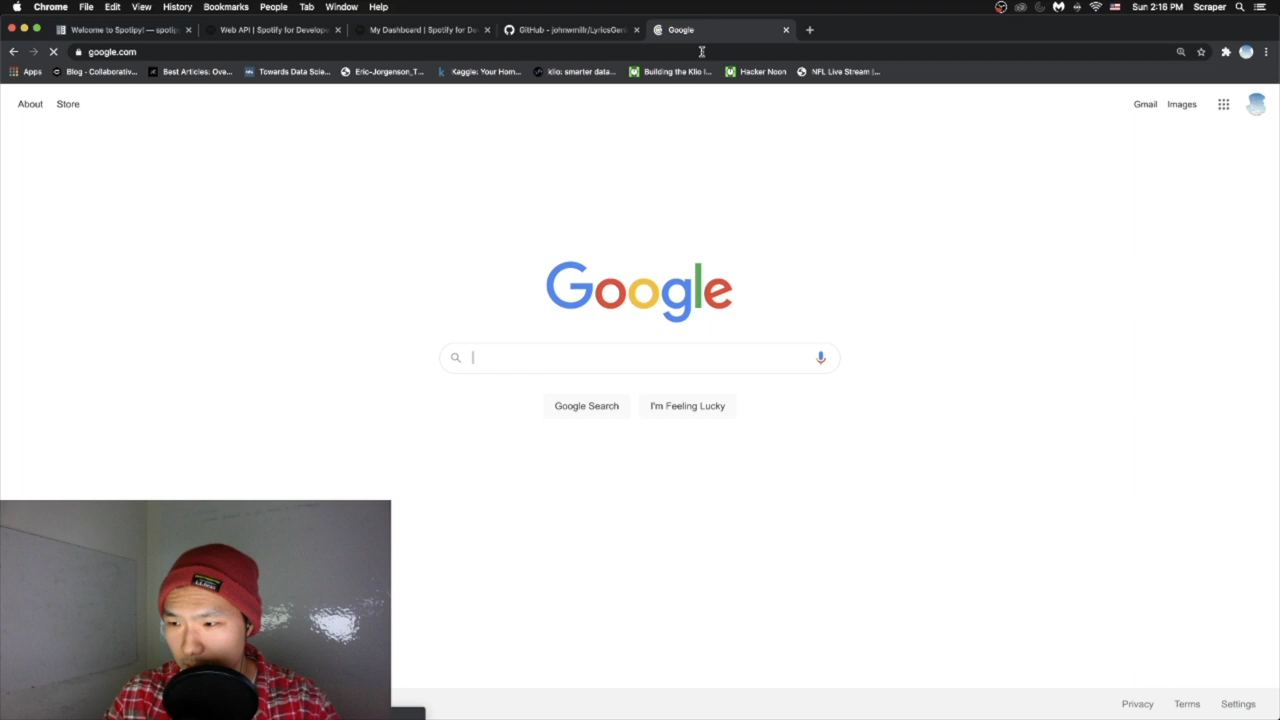 Chrome File Edit View History Bookmarks People Tab Window Help Sun 2:16 PM Scraper
Welcome to Spotipy! — spotip Web API | Spotify for Develope My Dashboard | Spotify for De GitHub - johnwmillr/LyricsGeni Google
google.com
Apps Blog - Collaborativ... Best Articles: Ove... Towards Data Scie... Eric-Jorgenson_T... Kaggle: Your Hom... klio: smarter data... Building the Klio I... Hacker Noon NFL Live Stream |...
About Store Gmail Images
Google
Google Search I'm Feeling Lucky
L.L.Bean
Privacy Terms Settings